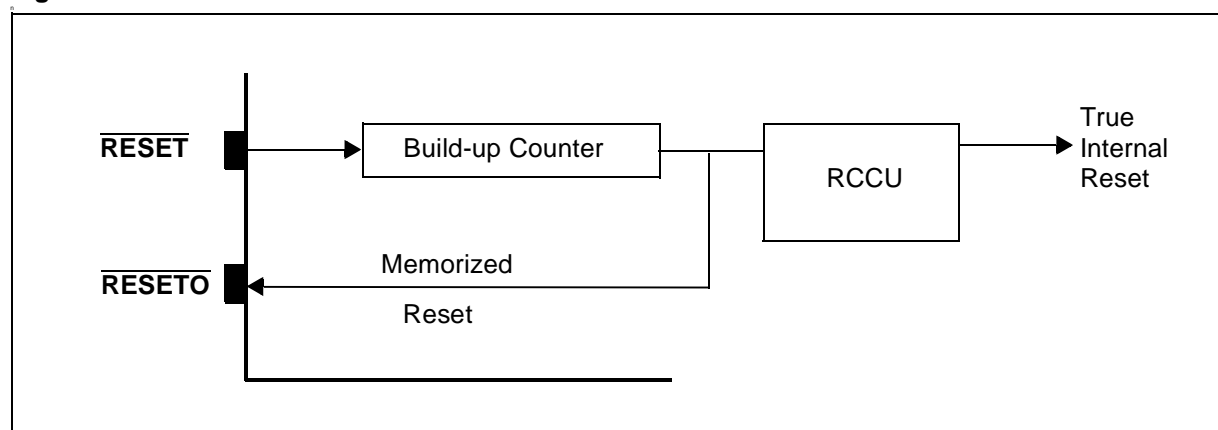 RESET
Build-up Counter
RCCU
True
Internal
Reset
RESETO
Memorized
Reset